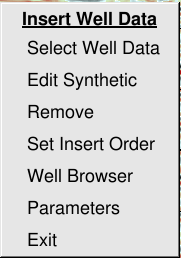 Insert Well Data
Select Well Data
Edit Synthetic
Remove
Set Insert Order
Well Browser
Parameters
Exit